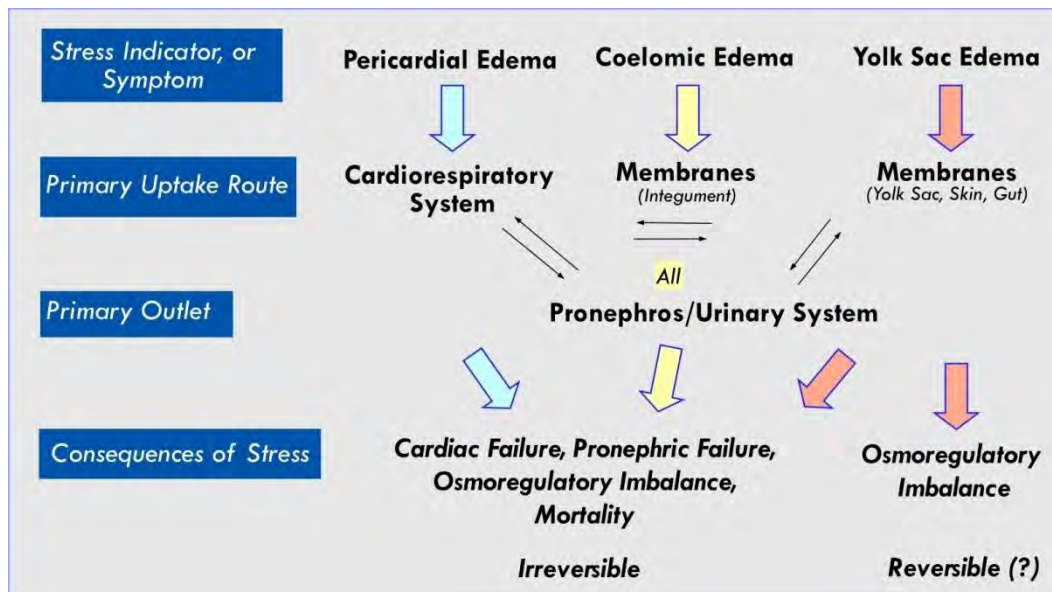 Stress Indicator, or
Symptom
Pericardial Edema
Coelomic Edema
Yolk Sac Edema
Primary Uptake Route
Cardiorespiratory
System
Membranes
(Integument)
Membranes
(Yolk Sac, Skin, Gut)
All
Primary Outlet
Pronephros/Urinary System
Consequences of Stress
Cardiac Failure, Pronephric Failure,
Osmoregulatory Imbalance,
Mortality
Osmoregulatory
Imbalance
Irreversible
Reversible (?)